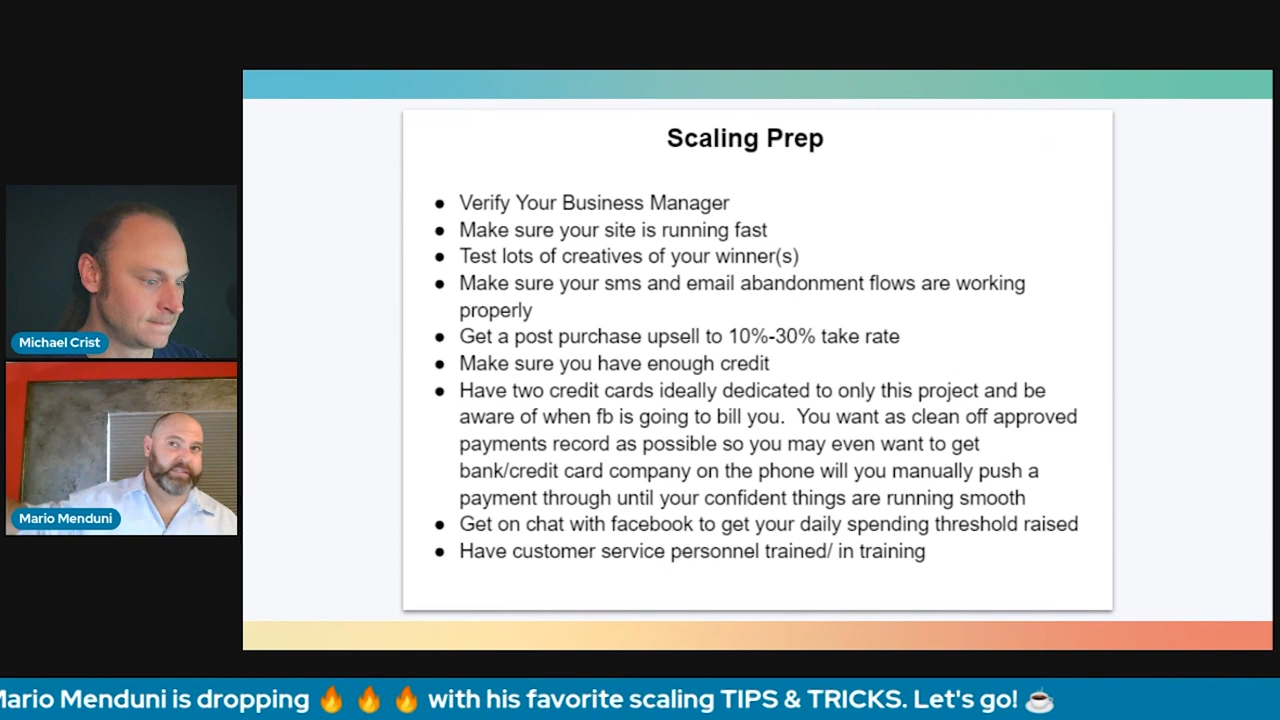 Scaling Prep
● Verify Your Business Manager
● Make sure your site is running fast
● Test lots of creatives of your winner(s)
● Make sure your sms and email abandonment flows are working
properly
● Get a post purchase upsell to 10%-30% take rate
● Make sure you have enough credit
● Have two credit cards ideally dedicated to only this project and be
aware of when fb is going to bill you.  You want as clean off approved
payments record as possible so you may even want to get
bank/credit card company on the phone will you manually push a
payment through until your confident things are running smooth
● Get on chat with facebook to get your daily spending threshold raised
● Have customer service personnel trained/ in training
Michael Crist
Mario Menduni
Mario Menduni is dropping 🔥 🔥 🔥 with his favorite scaling TIPS & TRICKS. Let's go! ☕